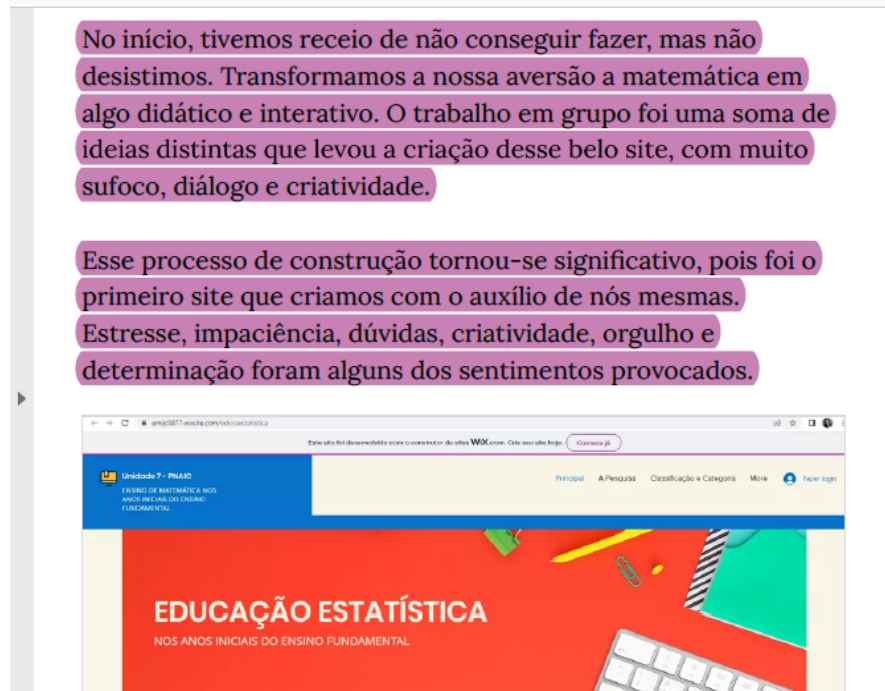 No início, tivemos receio de não conseguir fazer, mas não
desistimos. Transformamos a nossa aversão a matemática em
algo didático e interativo. O trabalho em grupo foi uma soma de
ideias distintas que levou a criação desse belo site, com muito
sufoco, diálogo e criatividade.
Esse processo de construção tornou-se significativo, pois foi o
primeiro site que criamos com o auxílio de nós mesmas.
Estresse, impaciência, dúvidas, criatividade, orgulho e
determinação foram alguns dos sentimentos provocados.
Este site foi desenvolvido com o construtor de sites WiX.com. Crie seu site hoje. Comece já
Unidade 7 - PNAIC
ENSINO DE MATEMÁTICA NOS
ANOS INICIAIS DO ENSINO
FUNDAMENTAL
Principal A Pesquisa Classificação e Categoria More Fazer login
EDUCAÇÃO ESTATÍSTICA
NOS ANOS INICIAIS DO ENSINO FUNDAMENTAL